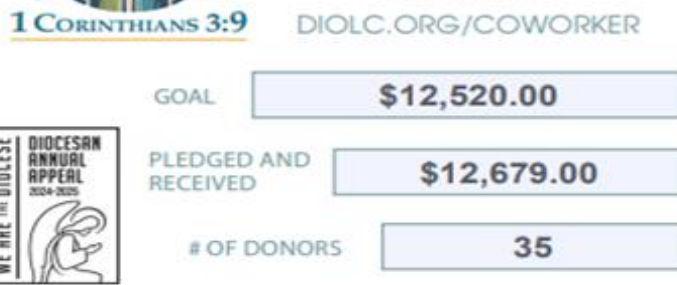 1 CORINTHIANS 3:9
DIOLC.ORG/COWORKER
GOAL
$12,520.00
PLEDGED AND
RECEIVED
$12,679.00
# OF DONORS
35
WE ARE THE DIOCESE
DIOCESAN
ANNUAL
APPEAL
2024-2025